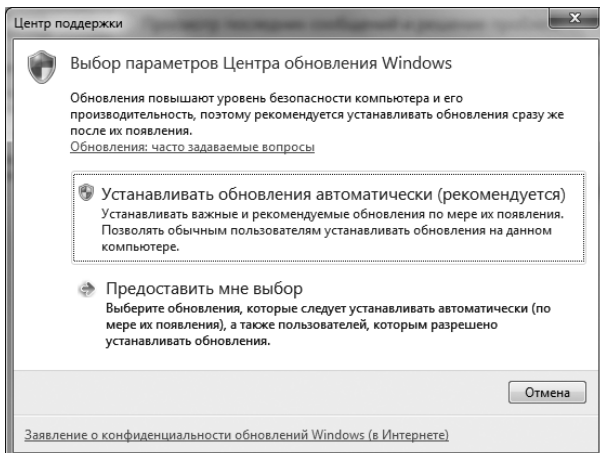 Центр поддержки
Выбор параметров Центра обновления Windows
Обновления повышают уровень безопасности компьютера и его
производительность, поэтому рекомендуется устанавливать обновления сразу же
после их появления.
Обновления: часто задаваемые вопросы
Устанавливать обновления автоматически (рекомендуется)
Устанавливать важные и рекомендуемые обновления по мере их появления.
Позволять обычным пользователям устанавливать обновления на данном
компьютере.
Предоставить мне выбор
Выберите обновления, которые следует устанавливать автоматически (по
мере их появления), а также пользователей, которым разрешено
устанавливать обновления.
Отмена
Заявление о конфиденциальности обновлений Windows (в Интернете)